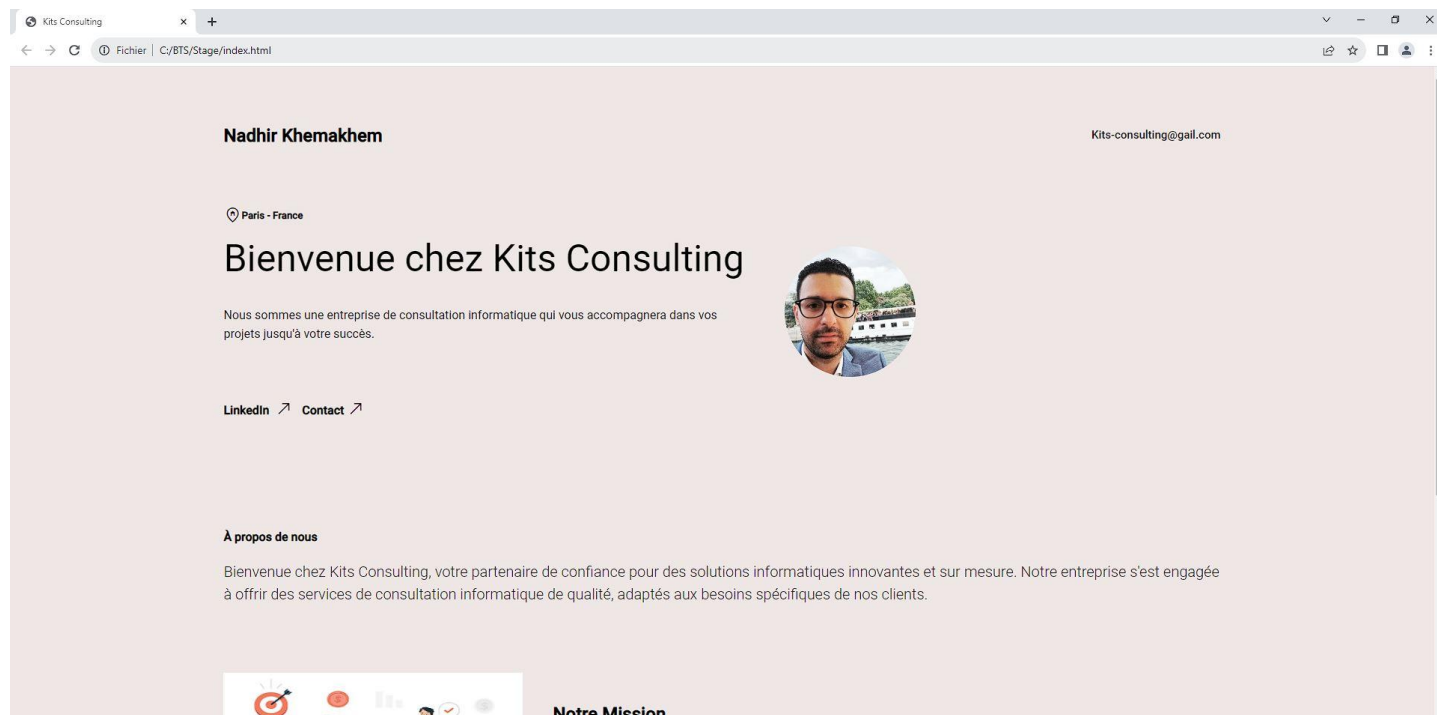 Kits Consulting
Fichier | C:/BTS/Stage/index.html
Nadhir Khemakhem
Kits-consulting@gail.com
Paris - France
Bienvenue chez Kits Consulting
Nous sommes une entreprise de consultation informatique qui vous accompagnera dans vos
projets jusqu'à votre succès.
LinkedIn Contact
À propos de nous
Bienvenue chez Kits Consulting, votre partenaire de confiance pour des solutions informatiques innovantes et sur mesure. Notre entreprise s'est engagée
à offrir des services de consultation informatique de qualité, adaptés aux besoins spécifiques de nos clients.
Notre Mission